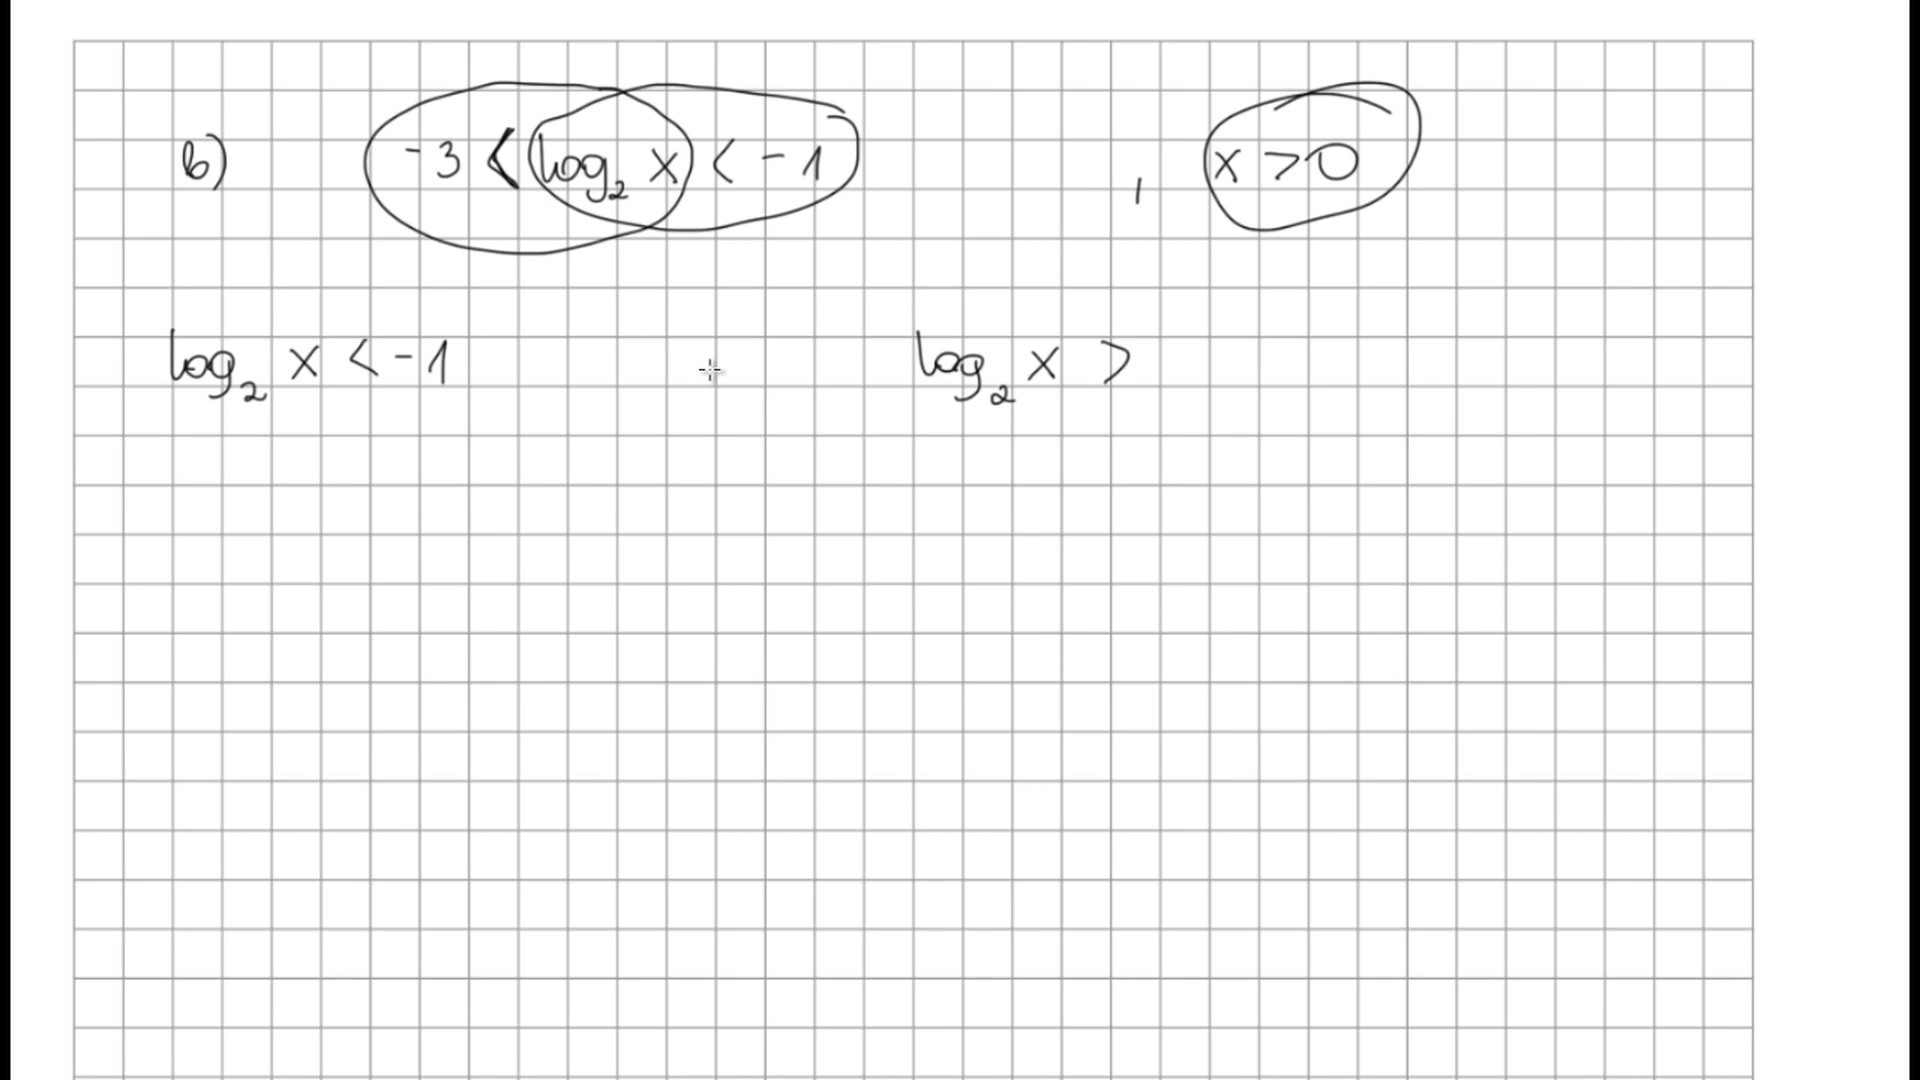 b) -3 < log₂ x < -1 , x > 0
log₂ x < -1 log₂ x >